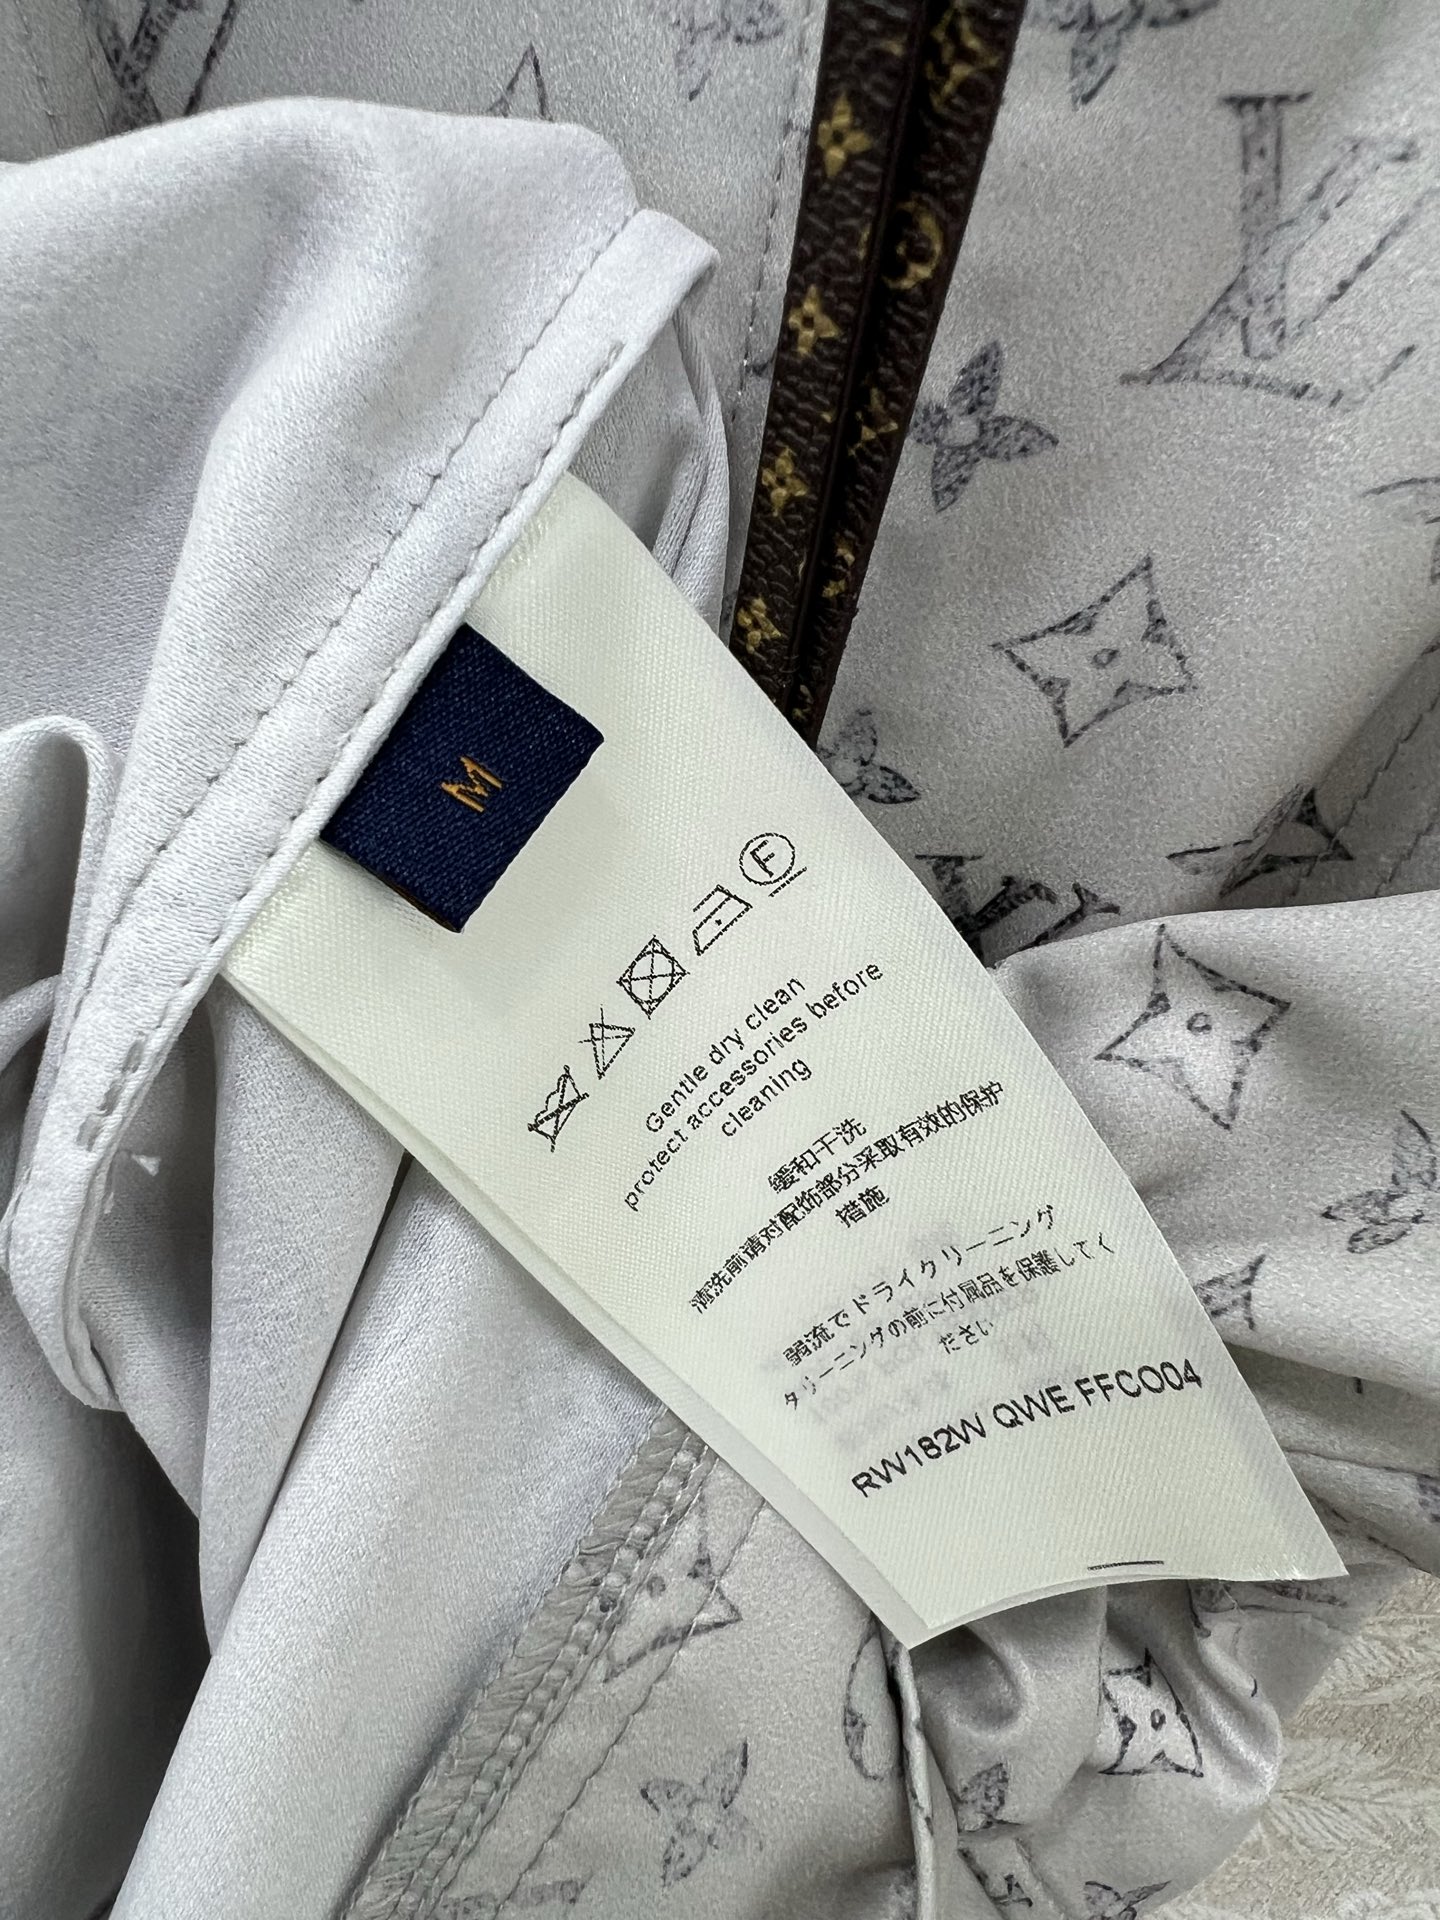 M
F
Gentle dry clean
protect accessories before
cleaning
缓和干洗
清洗前请对配饰部分采取有效的保护
措施
弱流でドライクリーニング
クリーニングの前に付属品を保護してく
ださい
RW182W QWE FFCO04